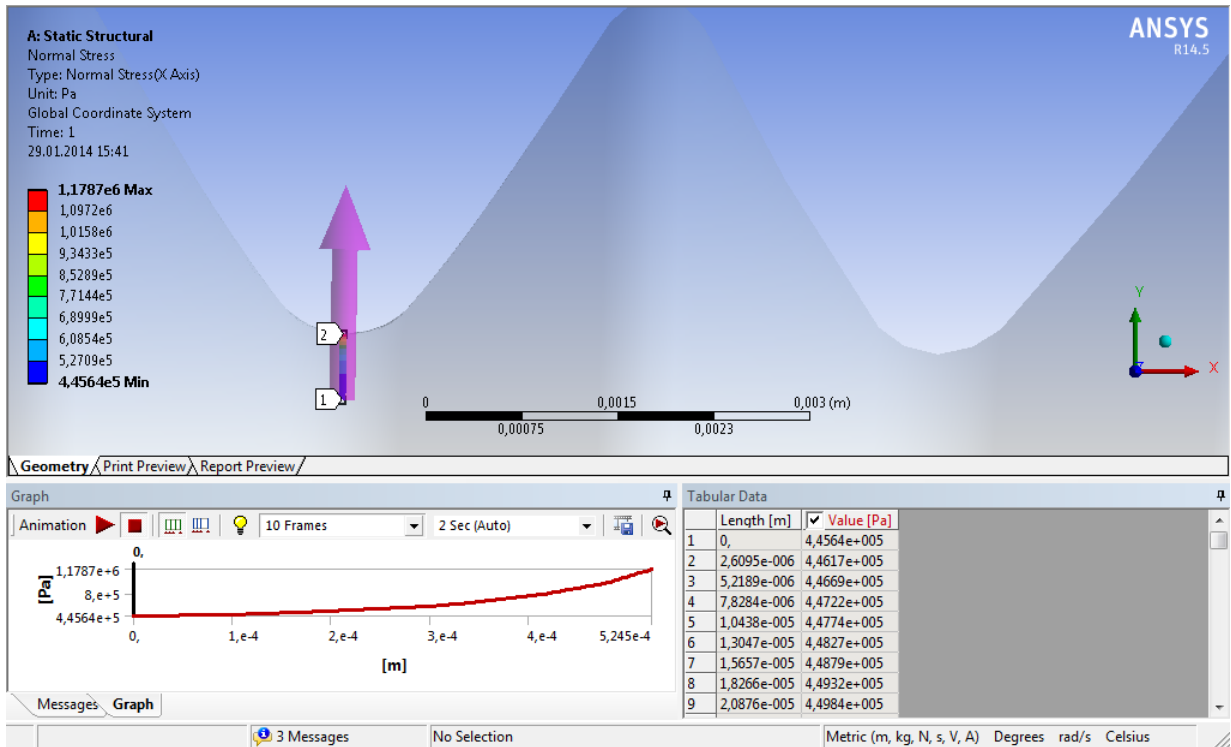 A: Static Structural
Normal Stress
Type: Normal Stress(X Axis)
Unit: Pa
Global Coordinate System
Time: 1
29.01.2014 15:41
ANSYS
R14.5
1,1787e6 Max
1,0972e6
1,0158e6
9,3433e5
8,5289e5
7,7144e5
6,8999e5
6,0854e5
5,2709e5
4,4564e5 Min
2
1
0 0,0015 0,003 (m)
0,00075 0,0023
Y
X
Geometry Print Preview Report Preview
Graph
Animation 10 Frames 2 Sec (Auto)
0,
[Pa]
1,1787e+6
8,e+5
4,4564e+5
0, 1,e-4 2,e-4 3,e-4 4,e-4 5,245e-4
[m]
Messages Graph
Tabular Data
Length [m] Value [Pa]
1 0, 4,4564e+005
2 2,6095e-006 4,4617e+005
3 5,2189e-006 4,4669e+005
4 7,8284e-006 4,4722e+005
5 1,0438e-005 4,4774e+005
6 1,3047e-005 4,4827e+005
7 1,5657e-005 4,4879e+005
8 1,8266e-005 4,4932e+005
9 2,0876e-005 4,4984e+005
3 Messages No Selection Metric (m, kg, N, s, V, A) Degrees rad/s Celsius